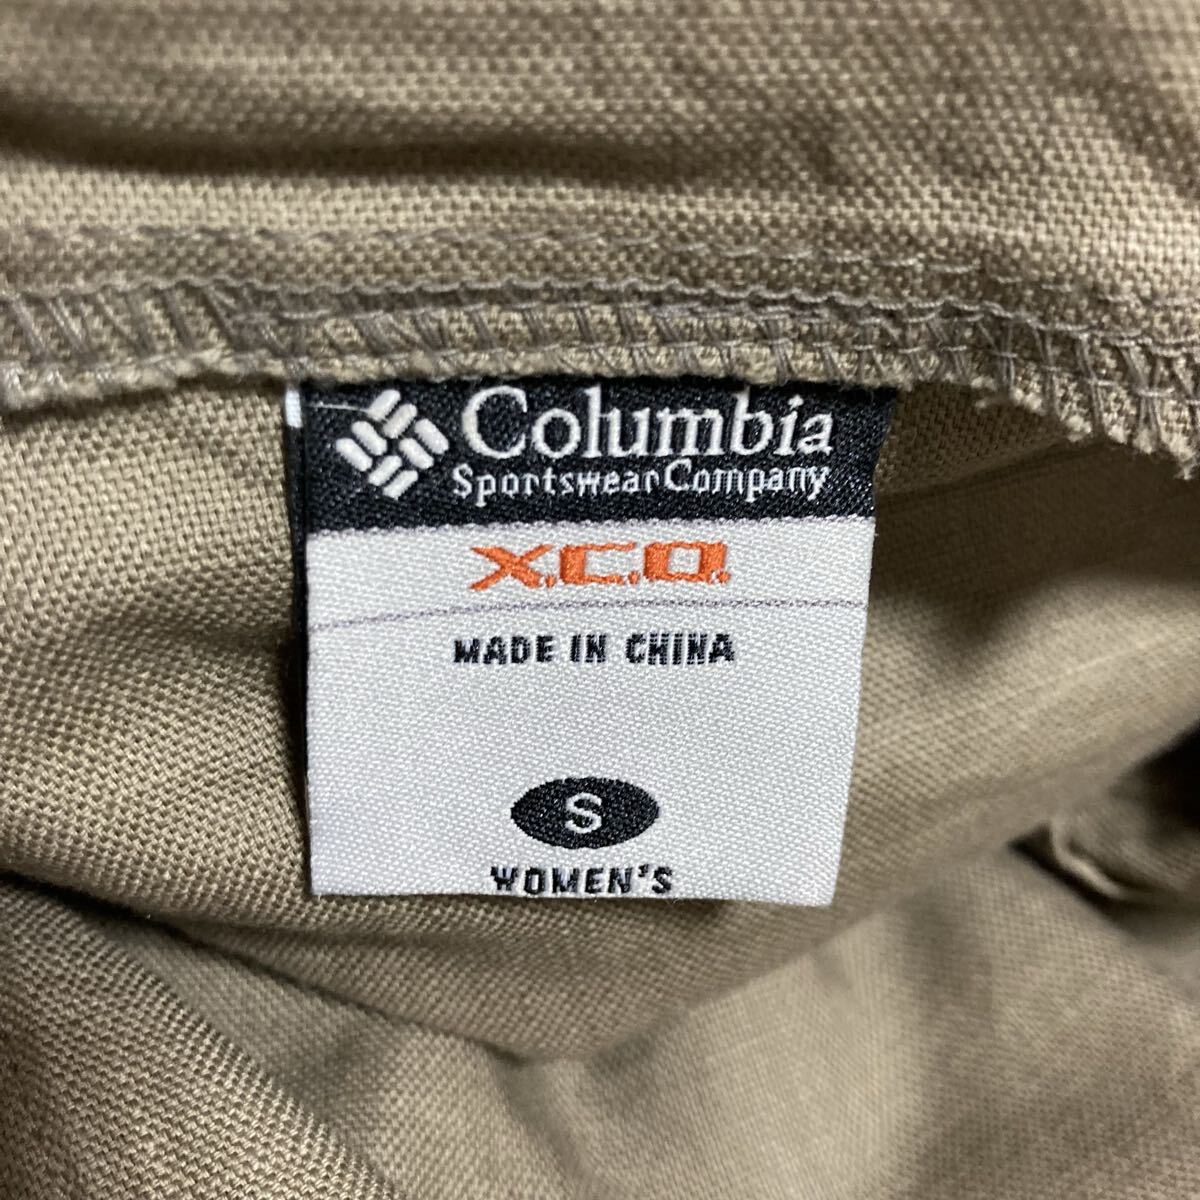 Columbia
Sportswear Company
X.C.O.
MADE IN CHINA
S
WOMEN'S